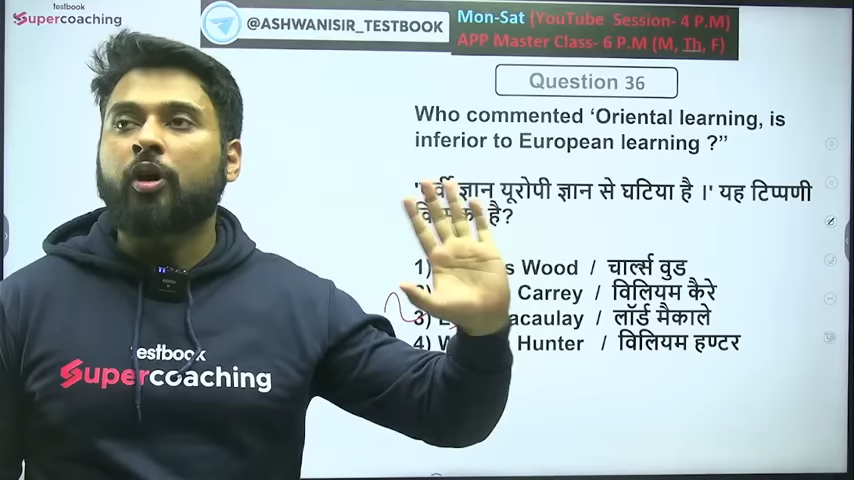 testbook
Supercoaching
@ASHWANISIR_TESTBOOK
Mon-Sat (YouTube Session- 4 P.M)
APP Master Class- 6 P.M (M, Th, F)
Question 36
Who commented ‘Oriental learning, is
inferior to European learning ?”
ज्ञान यूरोपी ज्ञान से घटिया है ।' यह टिप्पणी
है?
1) Wood / चार्ल्स वुड
Carrey / विलियम कैरे
3) / लॉर्ड मैकाले
4) Hunter / विलियम हण्टर
testbook
Supercoaching